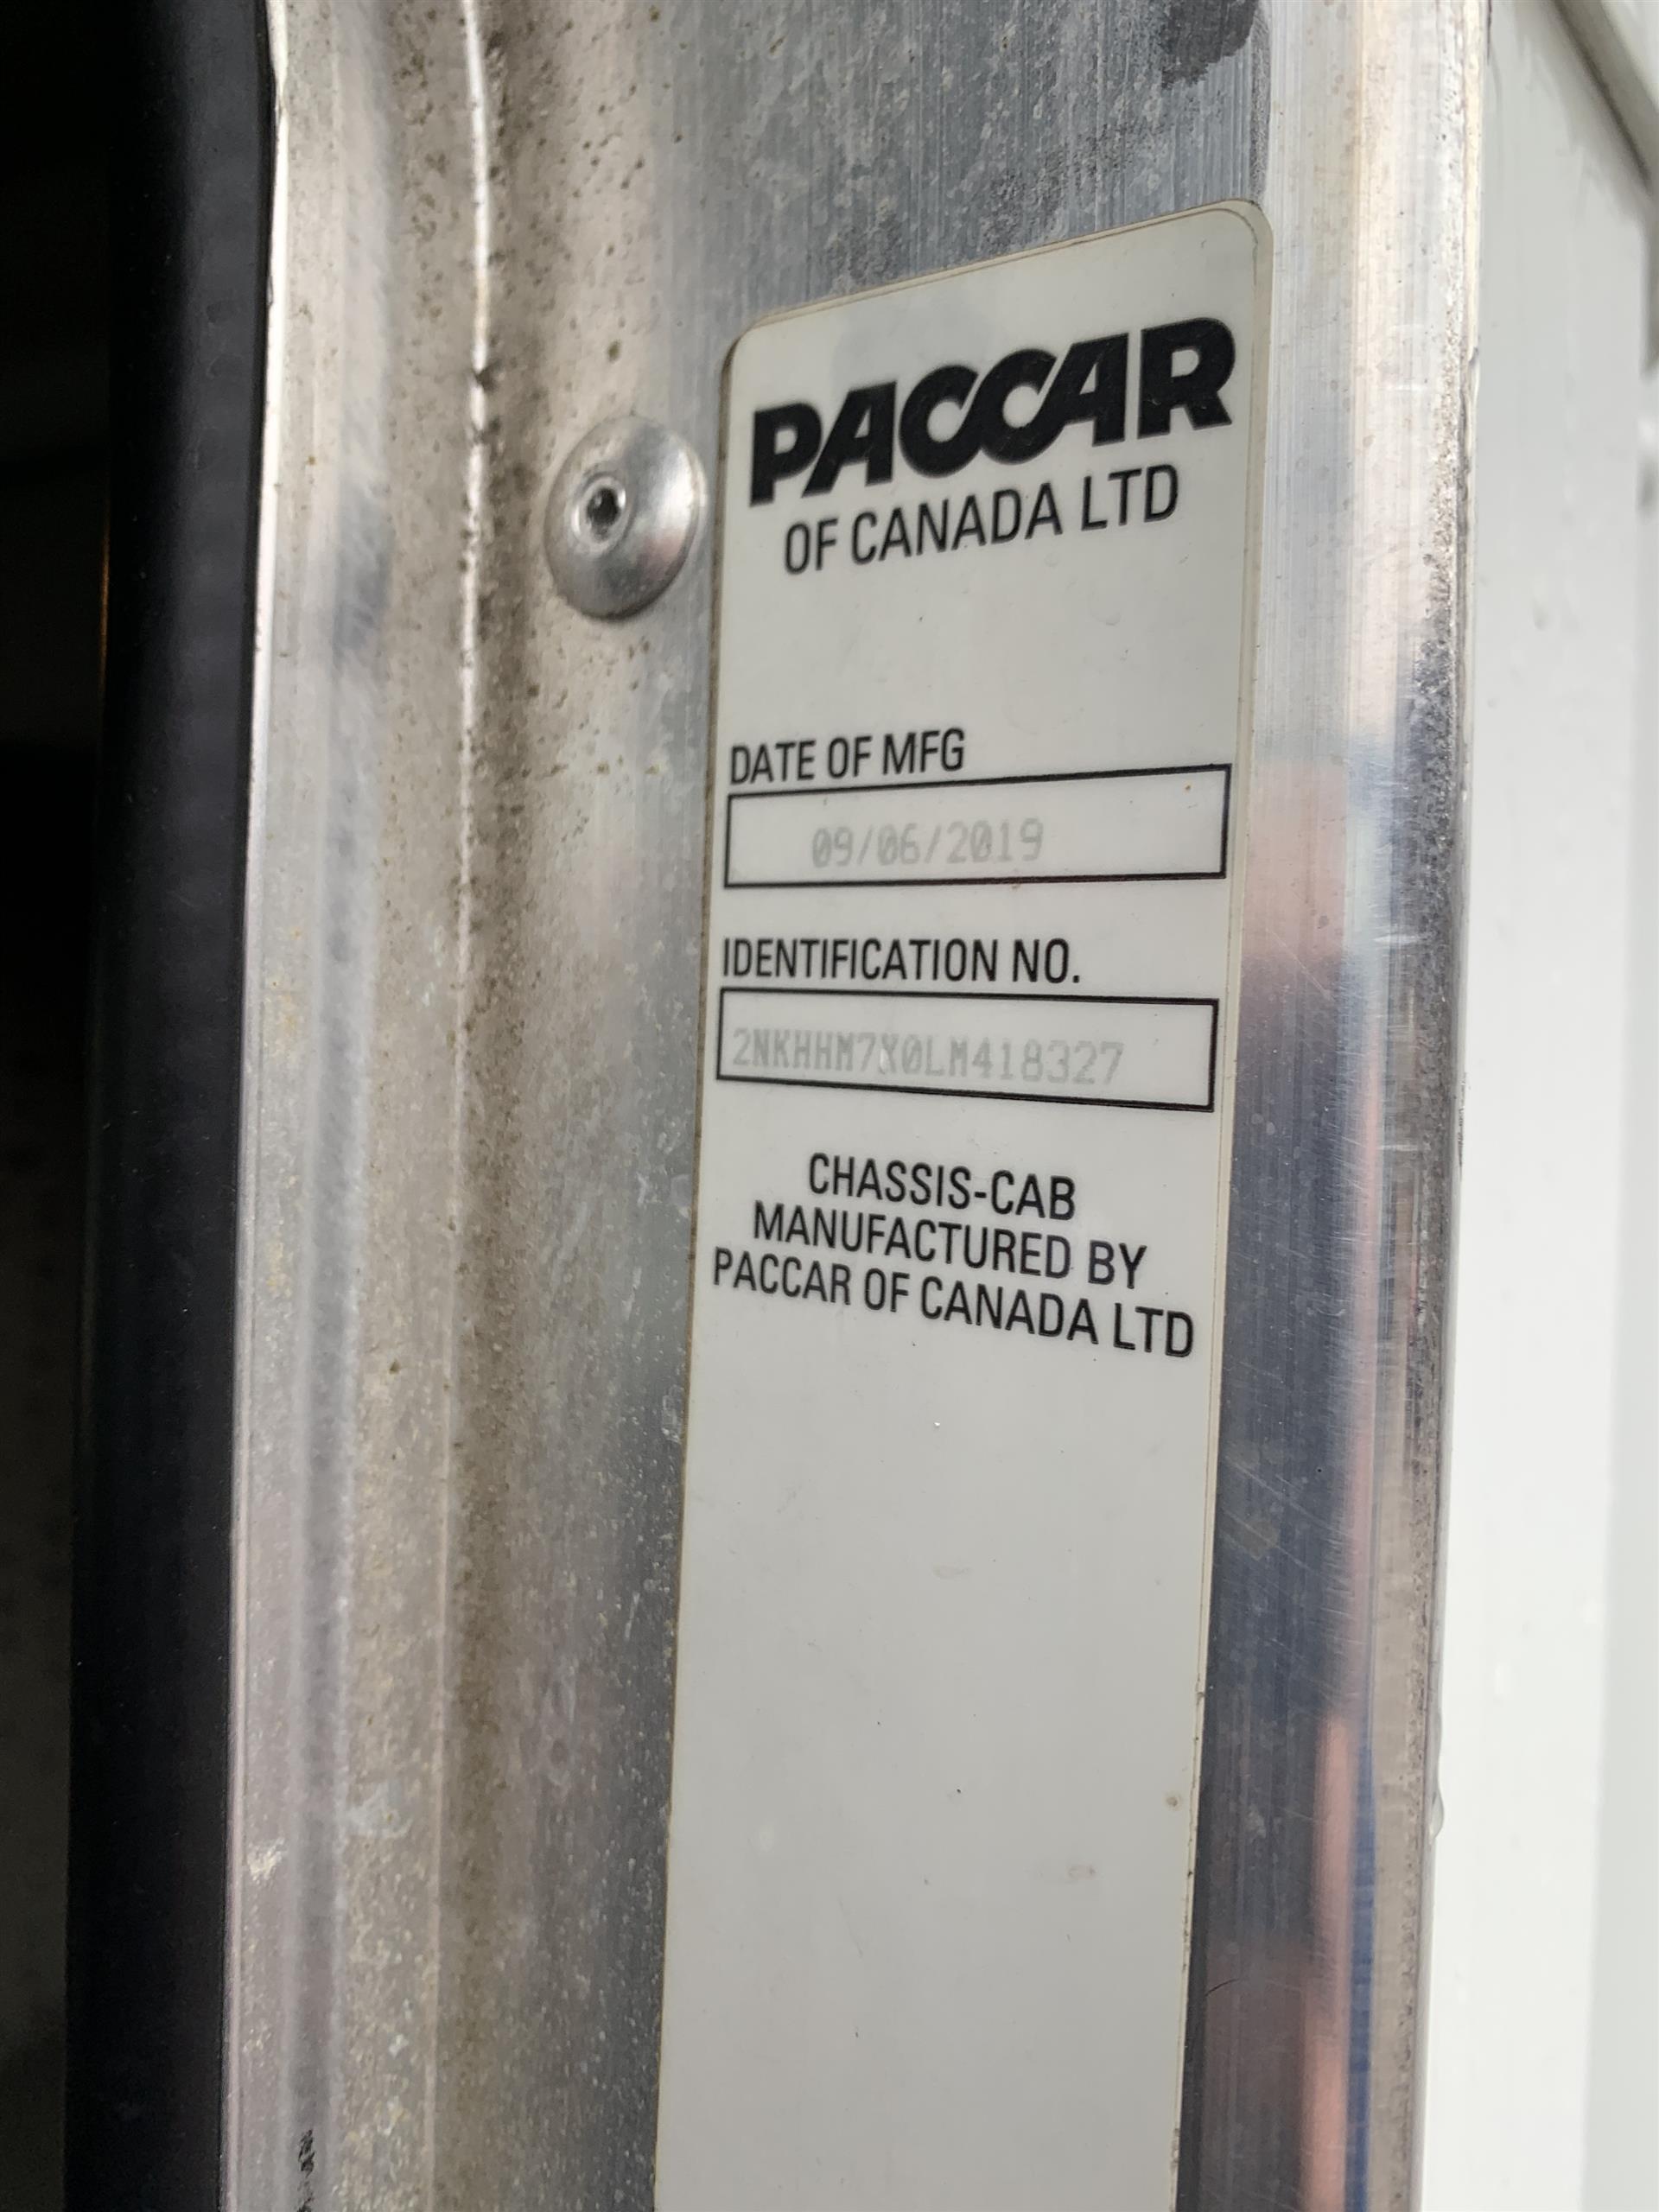 PACCAR
OF CANADA LTD
DATE OF MFG
09/06/2019
IDENTIFICATION NO.
2NKHHM7X0LM418327
CHASSIS-CAB
MANUFACTURED BY
PACCAR OF CANADA LTD